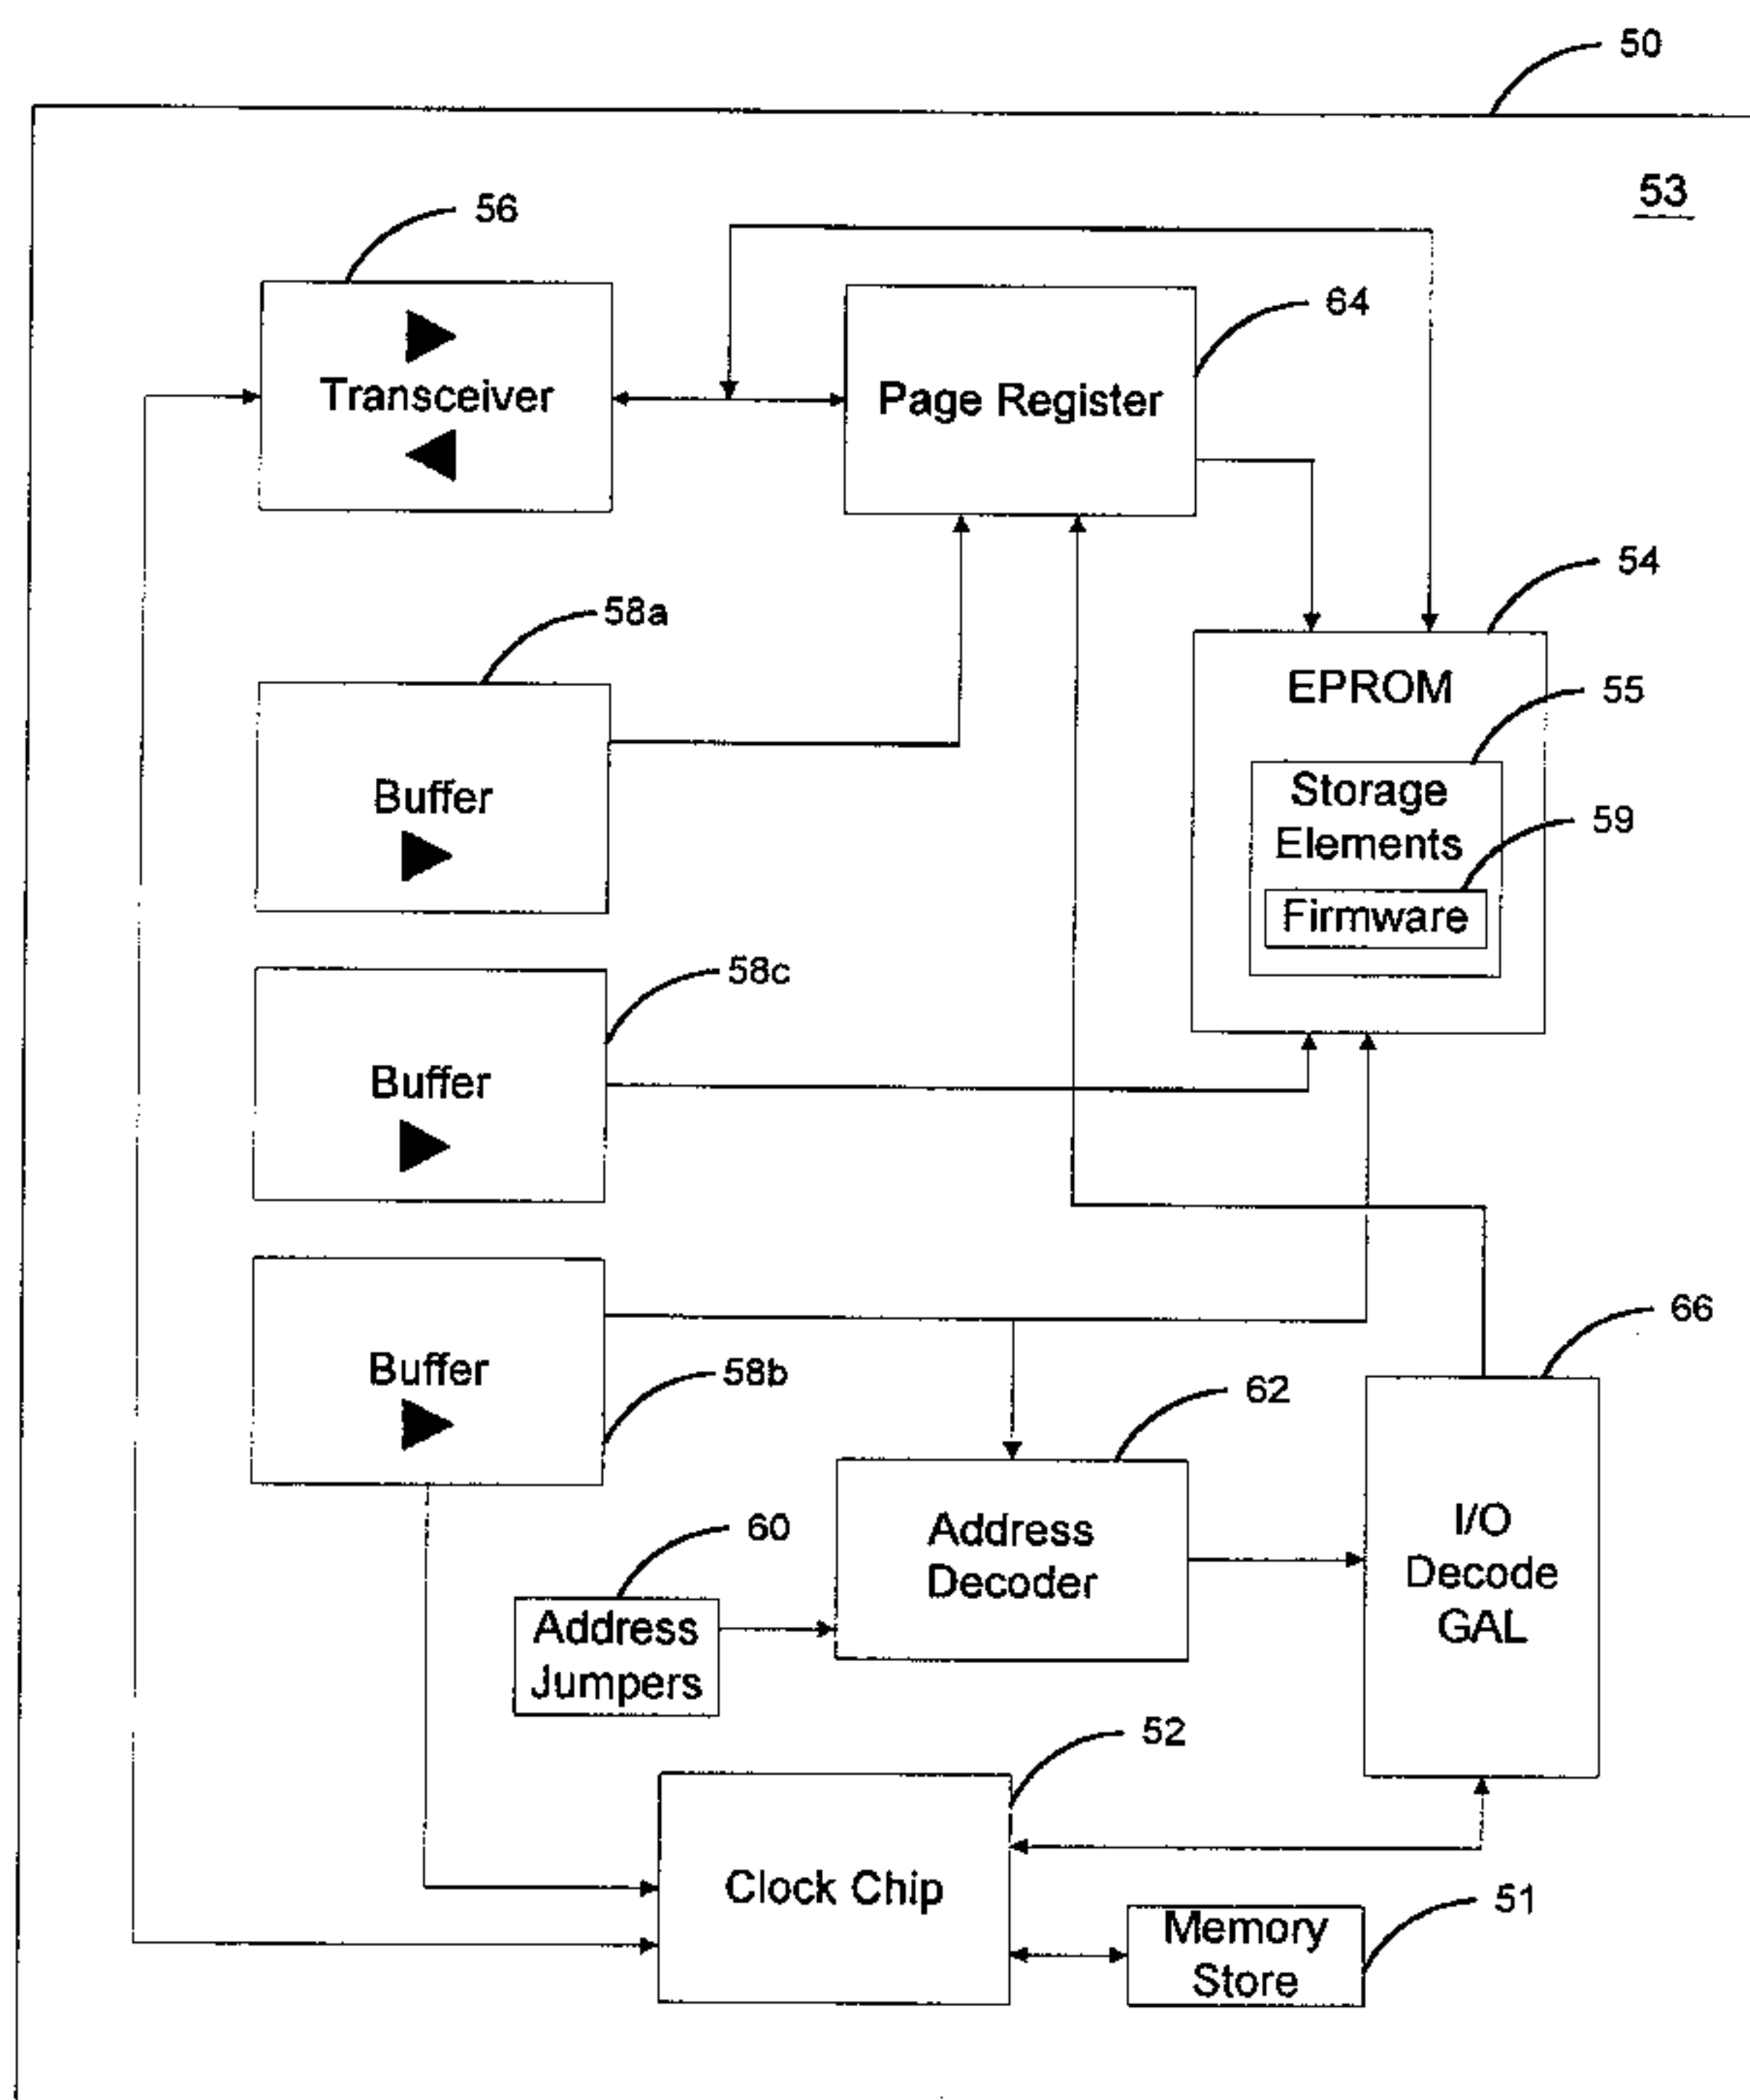 50
53
56
64
Transceiver
Page Register
54
58a
EPROM
55
Storage
Elements
59
Firmware
Buffer
58c
Buffer
66
Buffer
58b
62
Address
Decoder
I/O
Decode
GAL
60
Address
Jumpers
52
Clock Chip
51
Memory
Store